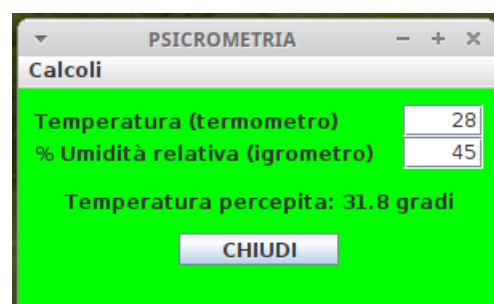 PSICROMETRIA
Calcoli
Temperatura (termometro) 28
% Umidità relativa (igrometro) 45
Temperatura percepita: 31.8 gradi
CHIUDI